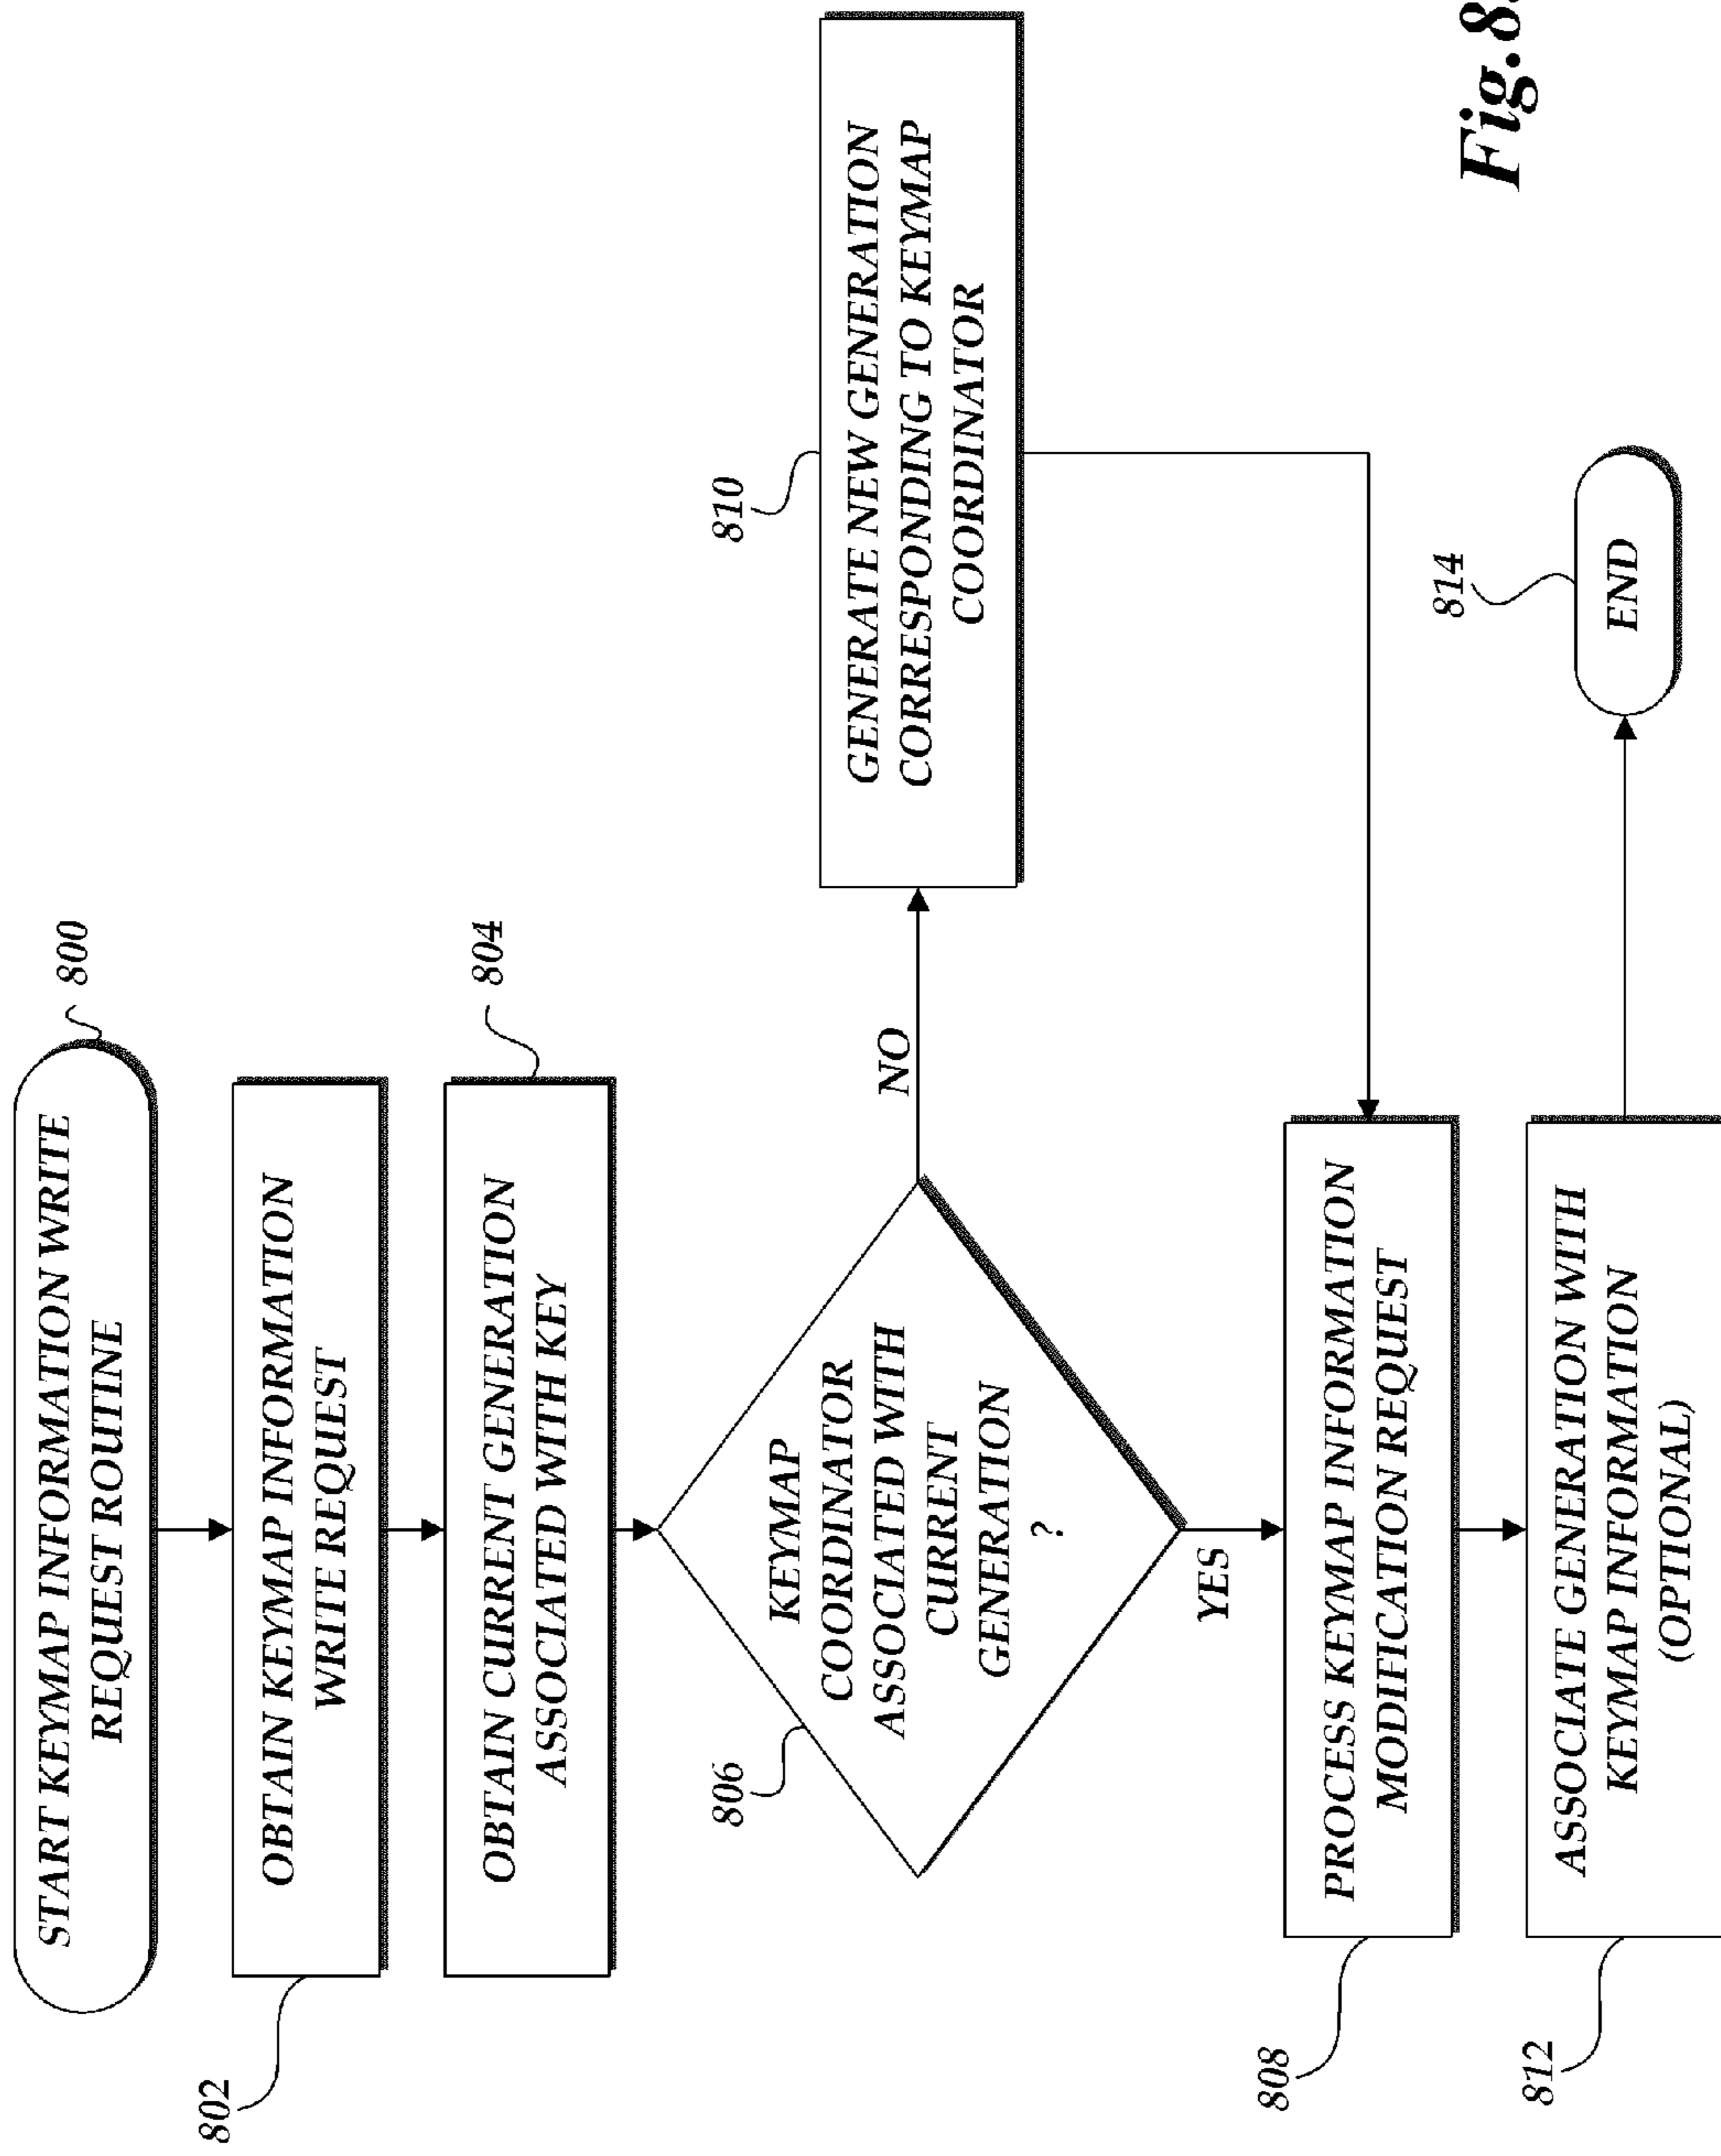 START KEYMAP INFORMATION WRITE
REQUEST ROUTINE
800
OBTAIN KEYMAP INFORMATION
WRITE REQUEST
802
OBTAIN CURRENT GENERATION
ASSOCIATED WITH KEY
804
KEYMAP
COORDINATOR
ASSOCIATED WITH
CURRENT
GENERATION
?
806
NO
810
GENERATE NEW GENERATION
CORRESPONDING TO KEYMAP
COORDINATOR
YES
PROCESS KEYMAP INFORMATION
MODIFICATION REQUEST
808
ASSOCIATE GENERATION WITH
KEYMAP INFORMATION
(OPTIONAL)
812
814
END
Fig.8.